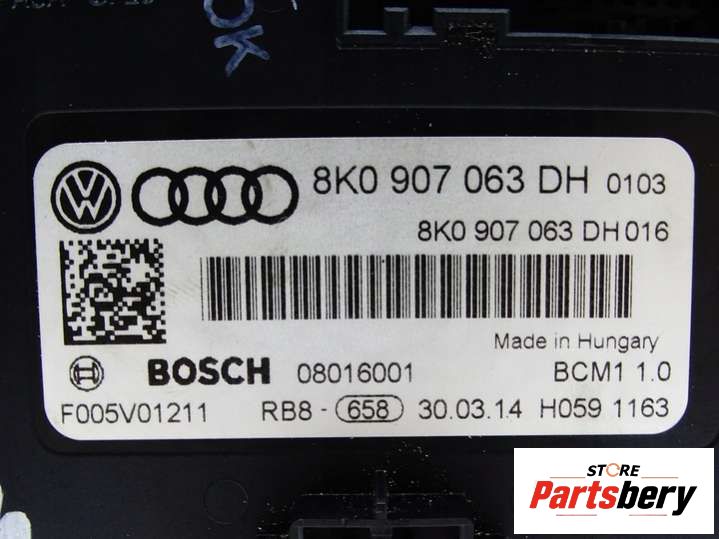 OK
8K0 907 063 DH 0103
8K0 907 063 DH 016
Made in Hungary
BOSCH 08016001 BCM1 1.0
F005V01211 RB8- 658 30.03.14 H059 1163
STORE
Partsbery